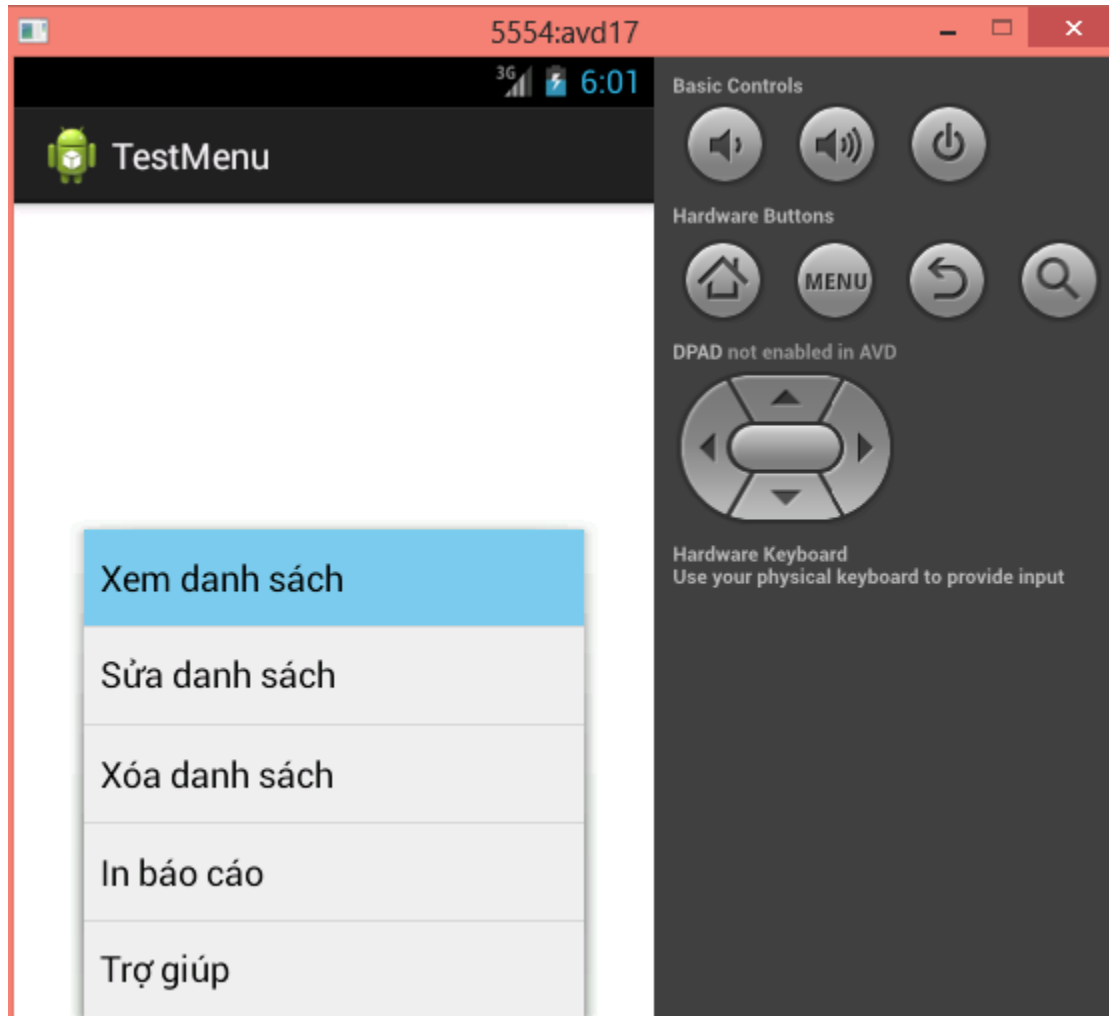 5554:avd17
3G 6:01
TestMenu
Xem danh sách
Sửa danh sách
Xóa danh sách
In báo cáo
Trợ giúp
Basic Controls
Hardware Buttons
MENU
DPAD not enabled in AVD
Hardware Keyboard
Use your physical keyboard to provide input